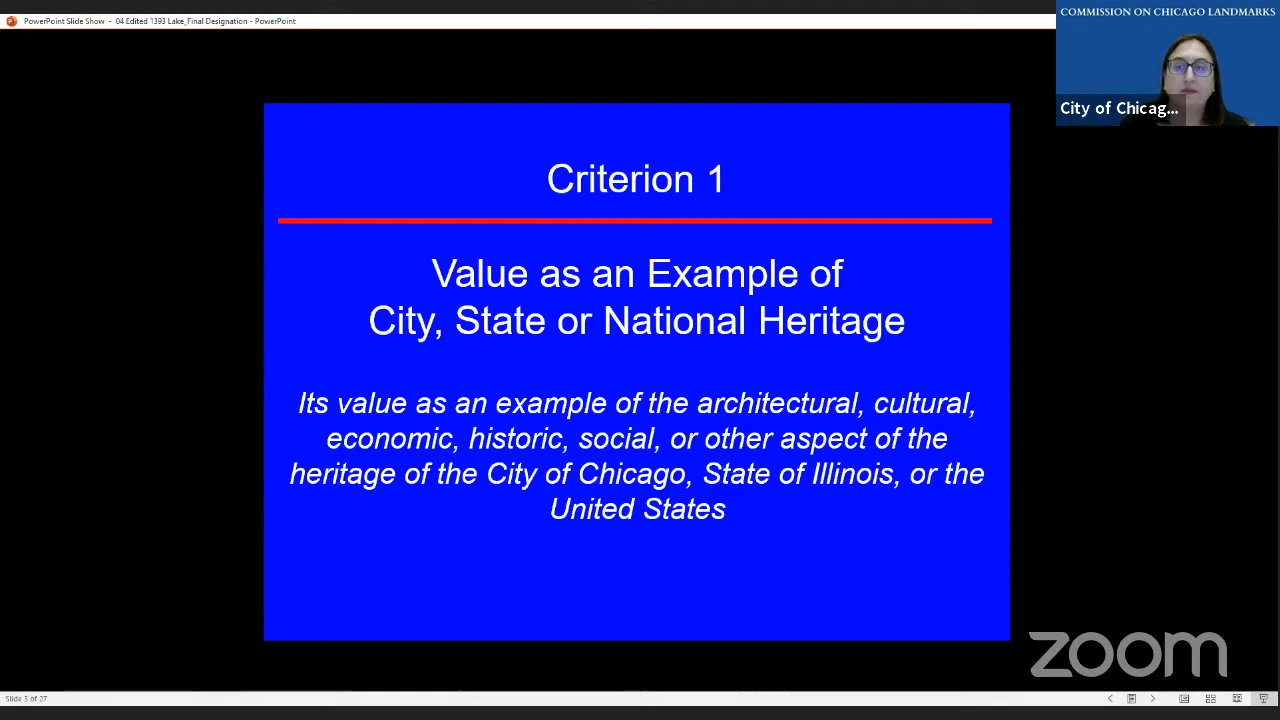 PowerPoint Slide Show - 04 Edited 1393 Lake_Final Designation - PowerPoint
COMMISSION ON CHICAGO LANDMARKS
City of Chicag...
Criterion 1
Value as an Example of
City, State or National Heritage
Its value as an example of the architectural, cultural,
economic, historic, social, or other aspect of the
heritage of the City of Chicago, State of Illinois, or the
United States
zoom
Slide 3 of 27